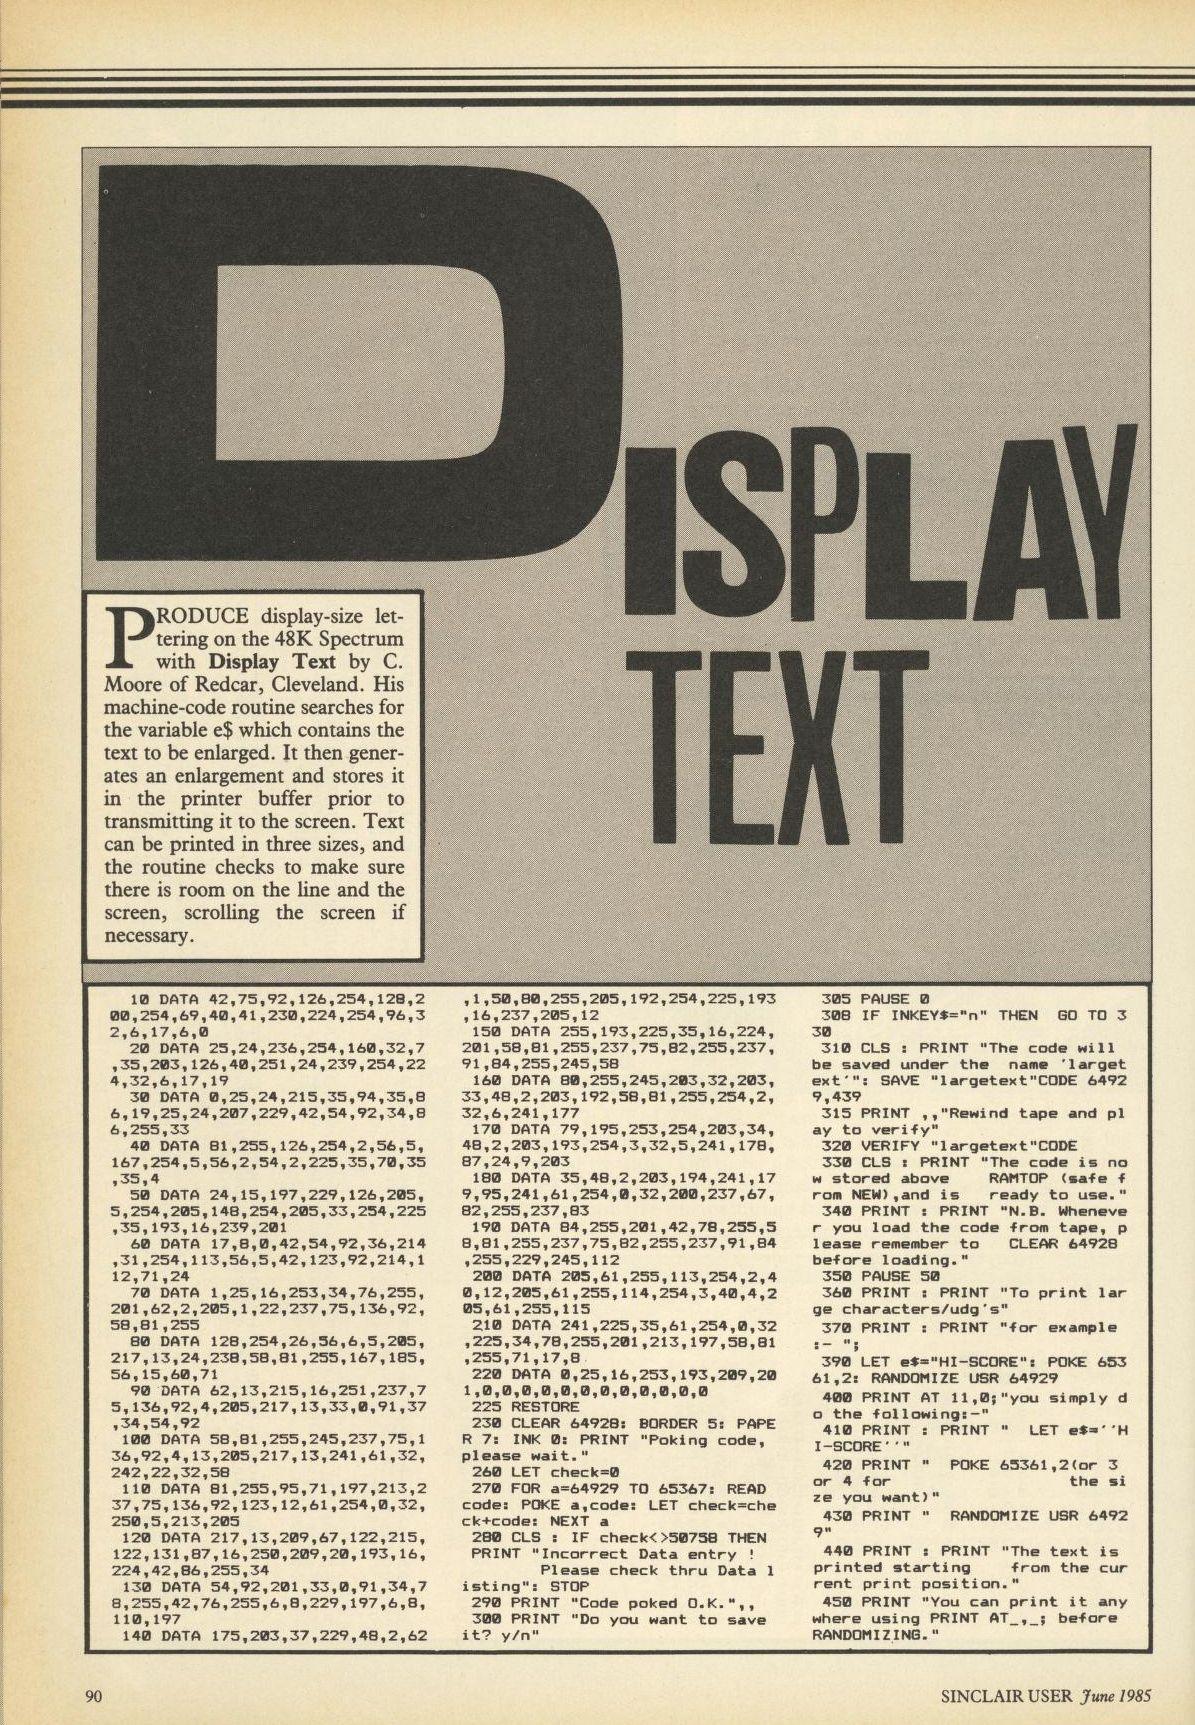 DISPLAY
TEXT
PRODUCE display-size let-
tering on the 48K Spectrum
with Display Text by C.
Moore of Redcar, Cleveland. His
machine-code routine searches for
the variable e$ which contains the
text to be enlarged. It then gener-
ates an enlargement and stores it
in the printer buffer prior to
transmitting it to the screen. Text
can be printed in three sizes, and
the routine checks to make sure
there is room on the line and the
screen, scrolling the screen if
necessary.
10 DATA 42,75,92,126,254,128,2
00,254,69,40,41,230,224,254,96,3
2,6,17,6,0
20 DATA 25,24,236,254,160,32,7
,35,203,126,40,251,24,239,254,22
4,32,6,17,19
30 DATA 0,25,24,215,35,94,35,8
6,19,25,24,207,229,42,54,92,34,8
6,255,33
40 DATA 81,255,126,254,2,56,5,
167,254,5,56,2,54,2,225,35,70,35
,35,4
50 DATA 24,15,197,229,126,205,
5,254,205,148,254,205,33,254,225
,35,193,16,239,201
60 DATA 17,8,0,42,54,92,36,214
,31,254,113,56,5,42,123,92,214,1
12,71,24
70 DATA 1,25,16,253,34,76,255,
201,62,2,205,1,22,237,75,136,92,
58,81,255
80 DATA 128,254,26,56,6,5,205,
217,13,24,238,58,81,255,167,185,
56,15,60,71
90 DATA 62,13,215,16,251,237,7
5,136,92,4,205,217,13,33,0,91,37
,34,54,92
100 DATA 58,81,255,245,237,75,1
36,92,4,13,205,217,13,241,61,32,
242,22,32,58
110 DATA 81,255,95,71,197,213,2
37,75,136,92,123,12,61,254,0,32,
250,5,213,205
120 DATA 217,13,209,67,122,215,
122,131,87,16,250,209,20,193,16,
224,42,86,255,34
130 DATA 54,92,201,33,0,91,34,7
8,255,42,76,255,6,8,229,197,6,8,
110,197
140 DATA 175,203,37,229,48,2,62
,1,50,80,255,205,192,254,225,193
,16,237,205,12
150 DATA 255,193,225,35,16,224,
201,58,81,255,237,75,82,255,237,
91,84,255,245,58
160 DATA 80,255,245,203,32,203,
33,48,2,203,192,58,81,255,254,2,
32,6,241,177
170 DATA 79,195,253,254,203,34,
48,2,203,193,254,3,32,5,241,178,
87,24,9,203
180 DATA 35,48,2,203,194,241,17
9,95,241,61,254,0,32,200,237,67,
82,255,237,83
190 DATA 84,255,201,42,78,255,5
8,81,255,237,75,82,255,237,91,84
,255,229,245,112
200 DATA 205,61,255,113,254,2,4
0,12,205,61,255,114,254,3,40,4,2
05,61,255,115
210 DATA 241,225,35,61,254,0,32
,225,34,78,255,201,213,197,58,81
,255,71,17,8
220 DATA 0,25,16,253,193,209,20
1,0,0,0,0,0,0,0,0,0,0,0
225 RESTORE
230 CLEAR 64928: BORDER 5: PAPE
R 7: INK 0: PRINT "Poking code,
please wait."
260 LET check=0
270 FOR a=64929 TO 65367: READ
code: POKE a,code: LET check=che
ck+code: NEXT a
280 CLS : IF check<>50758 THEN
PRINT "Incorrect Data entry !
Please check thru Data l
isting": STOP
290 PRINT "Code poked O.K.",,
300 PRINT "Do you want to save
it? y/n"
305 PAUSE 0
308 IF INKEY$="n" THEN GO TO 3
30
310 CLS : PRINT "The code will
be saved under the name 'larget
ext'": SAVE "largetext"CODE 6492
9,439
315 PRINT ,,"Rewind tape and pl
ay to verify"
320 VERIFY "largetext"CODE
330 CLS : PRINT "The code is no
w stored above RAMTOP (safe f
rom NEW),and is ready to use."
340 PRINT : PRINT "N.B. Wheneve
r you load the code from tape, p
lease remember to CLEAR 64928
before loading."
350 PAUSE 50
360 PRINT : PRINT "To print lar
ge characters/udg's"
370 PRINT : PRINT "for example
:- ";
390 LET e$="HI-SCORE": POKE 653
61,2: RANDOMIZE USR 64929
400 PRINT AT 11,0;"you simply d
o the following:-"
410 PRINT : PRINT " LET e$=''H
I-SCORE''"
420 PRINT " POKE 65361,2(or 3
or 4 for the si
ze you want)"
430 PRINT " RANDOMIZE USR 6492
9"
440 PRINT : PRINT "The text is
printed starting from the cur
rent print position."
450 PRINT "You can print it any
where using PRINT AT_,_; before
RANDOMIZING."
90
SINCLAIR USER June 1985